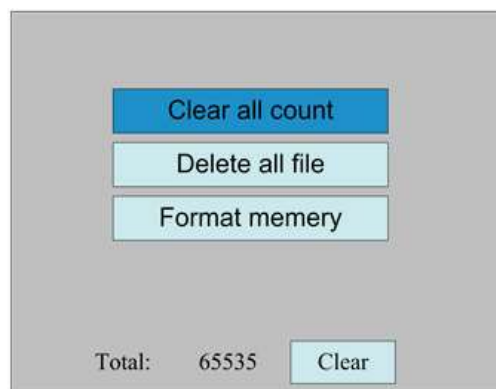 Clear all count
Delete all file
Format memery
Total: 65535 Clear